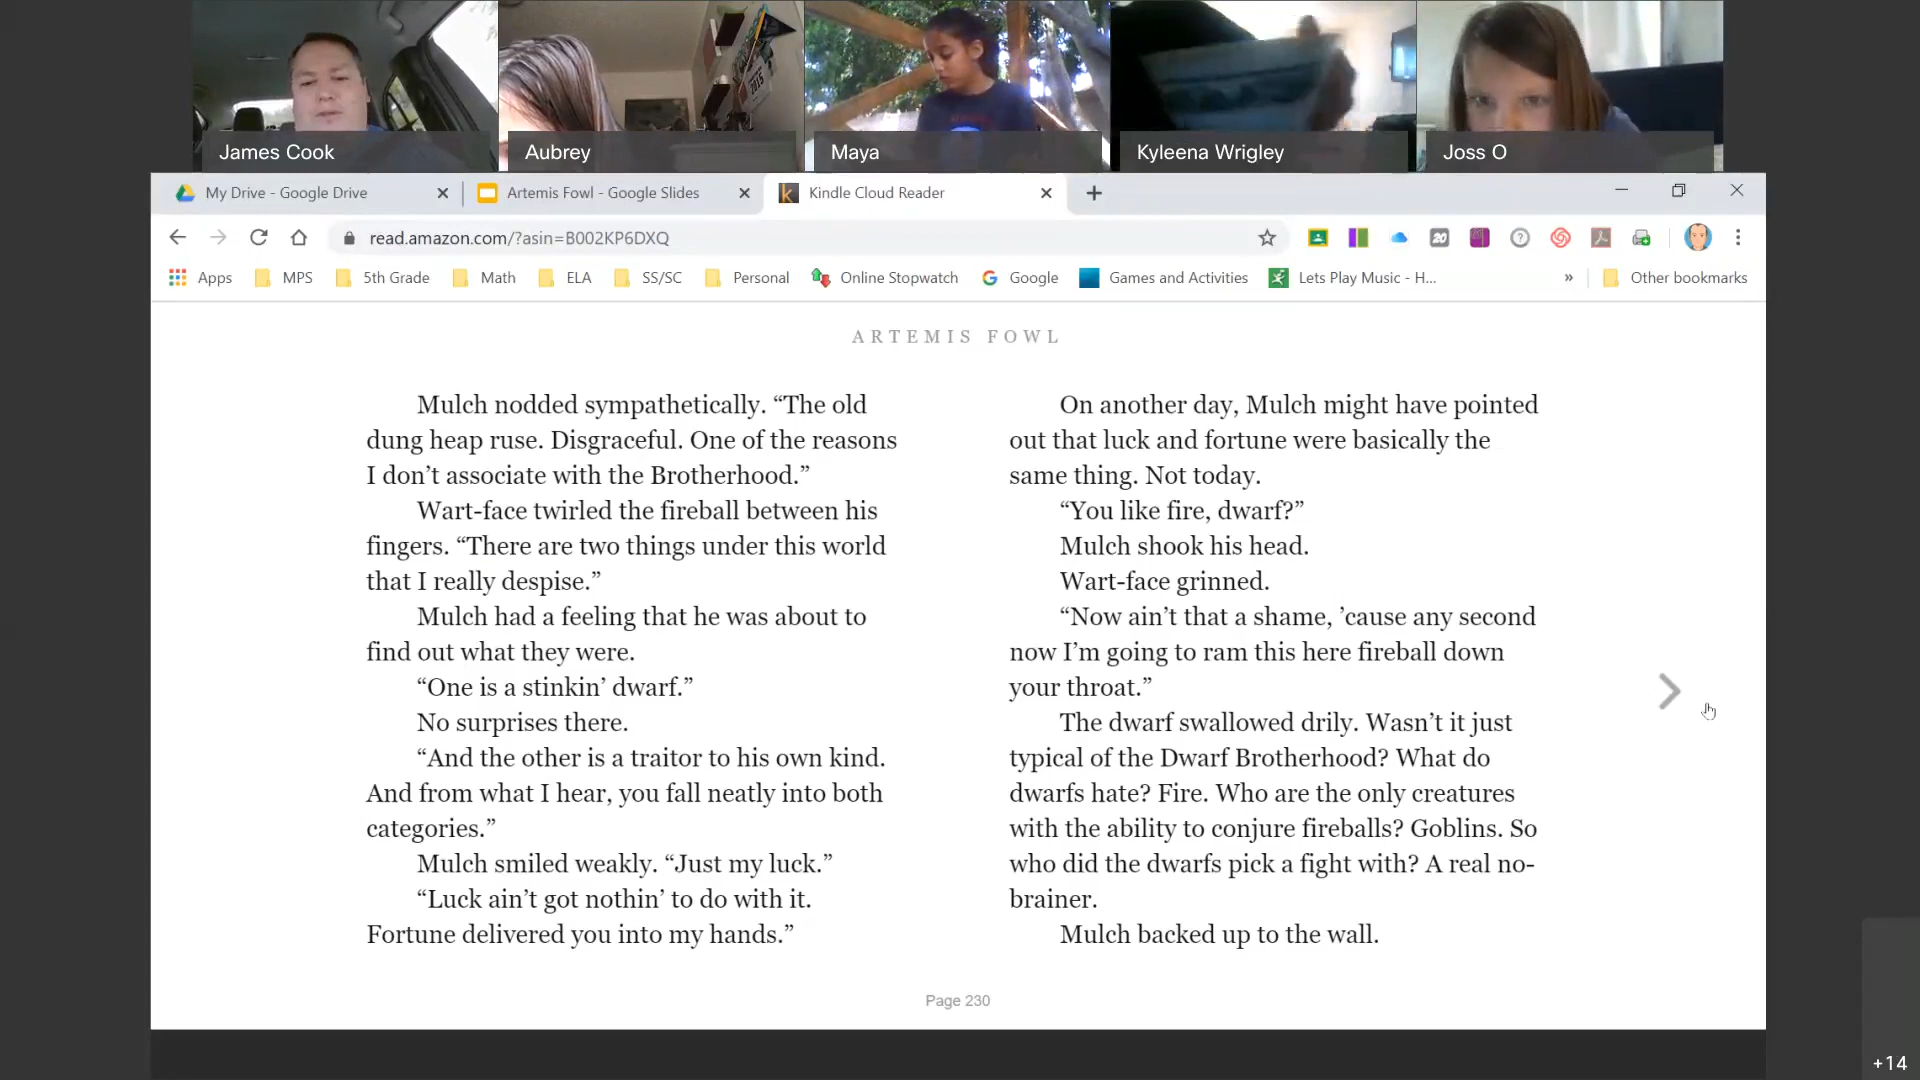 2015
James Cook
Aubrey
Maya
Kyleena Wrigley
Joss O
My Drive - Google Drive
Artemis Fowl - Google Slides
Kindle Cloud Reader
read.amazon.com/?asin=B002KP6DXQ
20
Apps
MPS
5th Grade
Math
ELA
SS/SC
Personal
Online Stopwatch
Google
Games and Activities
Lets Play Music - H...
»
Other bookmarks
ARTEMIS FOWL
Mulch nodded sympathetically. “The old
dung heap ruse. Disgraceful. One of the reasons
I don’t associate with the Brotherhood.”
Wart-face twirled the fireball between his
fingers. “There are two things under this world
that I really despise.”
Mulch had a feeling that he was about to
find out what they were.
“One is a stinkin’ dwarf.”
No surprises there.
“And the other is a traitor to his own kind.
And from what I hear, you fall neatly into both
categories.”
Mulch smiled weakly. “Just my luck.”
“Luck ain’t got nothin’ to do with it.
Fortune delivered you into my hands.”
On another day, Mulch might have pointed
out that luck and fortune were basically the
same thing. Not today.
“You like fire, dwarf?”
Mulch shook his head.
Wart-face grinned.
“Now ain’t that a shame, ’cause any second
now I’m going to ram this here fireball down
your throat.”
The dwarf swallowed drily. Wasn’t it just
typical of the Dwarf Brotherhood? What do
dwarfs hate? Fire. Who are the only creatures
with the ability to conjure fireballs? Goblins. So
who did the dwarfs pick a fight with? A real no-
brainer.
Mulch backed up to the wall.
Page 230
+14